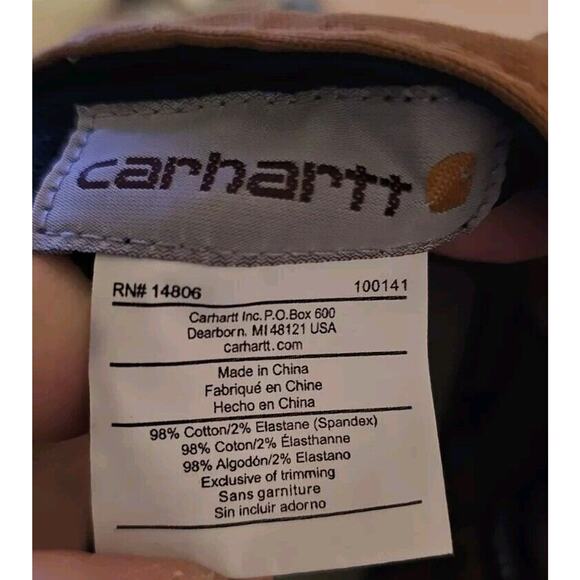 carhartt
RN# 14806 100141
Carhartt Inc. P.O.Box 600
Dearborn. MI 48121 USA
carhartt.com
Made in China
Fabriqué en Chine
Hecho en China
98% Cotton/2% Elastane (Spandex)
98% Coton/2% Élasthanne
98% Algodón/2% Elastano
Exclusive of trimming
Sans garniture
Sin incluir adorno